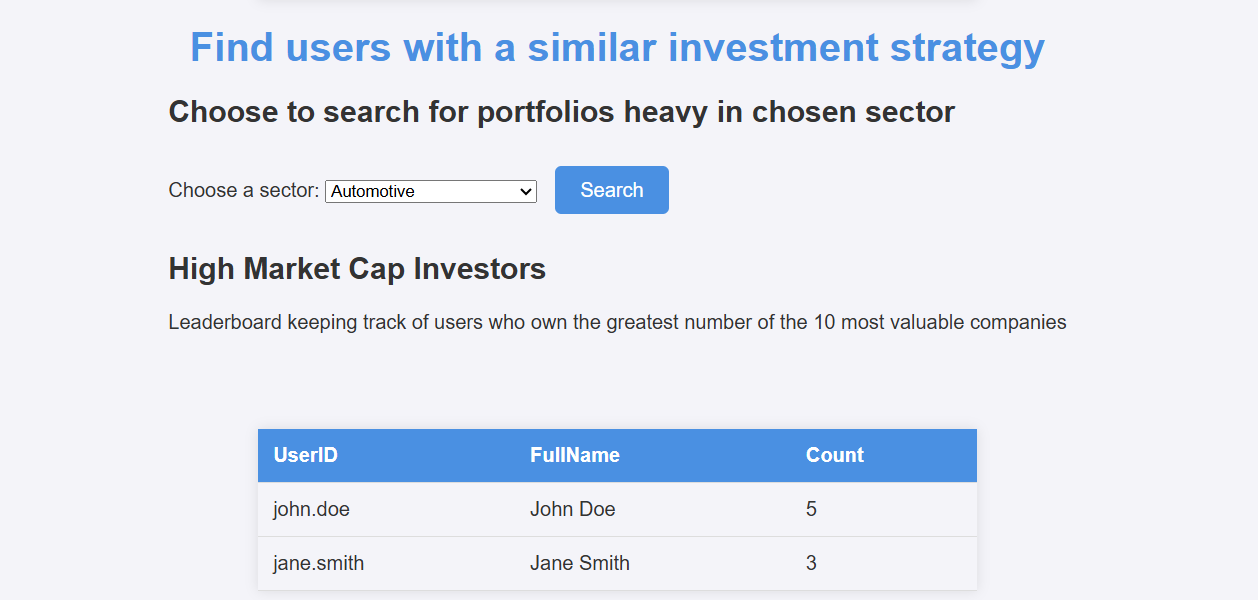 Find users with a similar investment strategy
Choose to search for portfolios heavy in chosen sector
Choose a sector: Automotive Search
High Market Cap Investors
Leaderboard keeping track of users who own the greatest number of the 10 most valuable companies
UserID FullName Count
john.doe John Doe 5
jane.smith Jane Smith 3